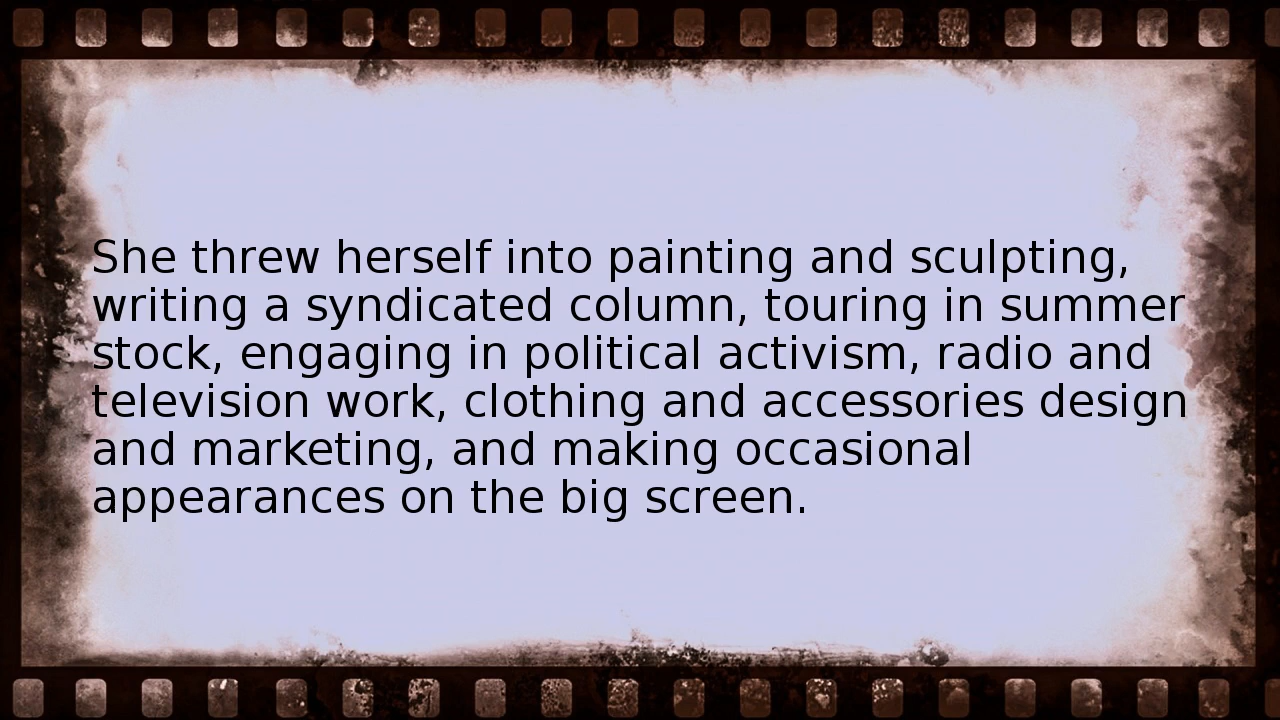 She threw herself into painting and sculpting,
writing a syndicated column, touring in summer
stock, engaging in political activism, radio and
television work, clothing and accessories design
and marketing, and making occasional
appearances on the big screen.